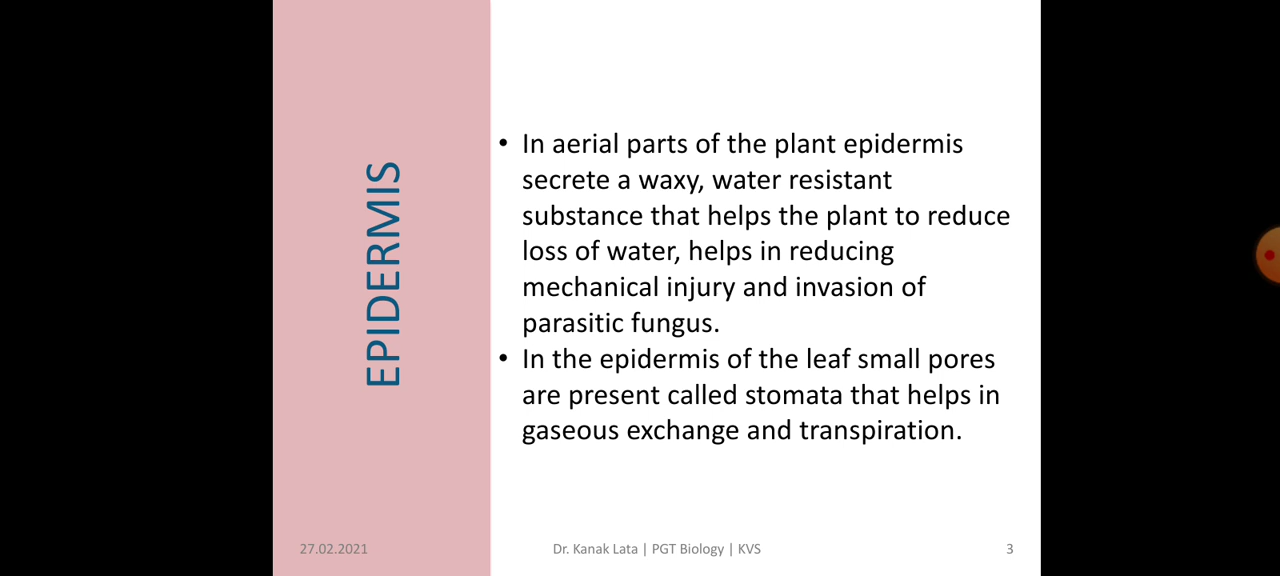 EPIDERMIS
• In aerial parts of the plant epidermis
secrete a waxy, water resistant
substance that helps the plant to reduce
loss of water, helps in reducing
mechanical injury and invasion of
parasitic fungus.
• In the epidermis of the leaf small pores
are present called stomata that helps in
gaseous exchange and transpiration.
27.02.2021
Dr. Kanak Lata | PGT Biology | KVS
3